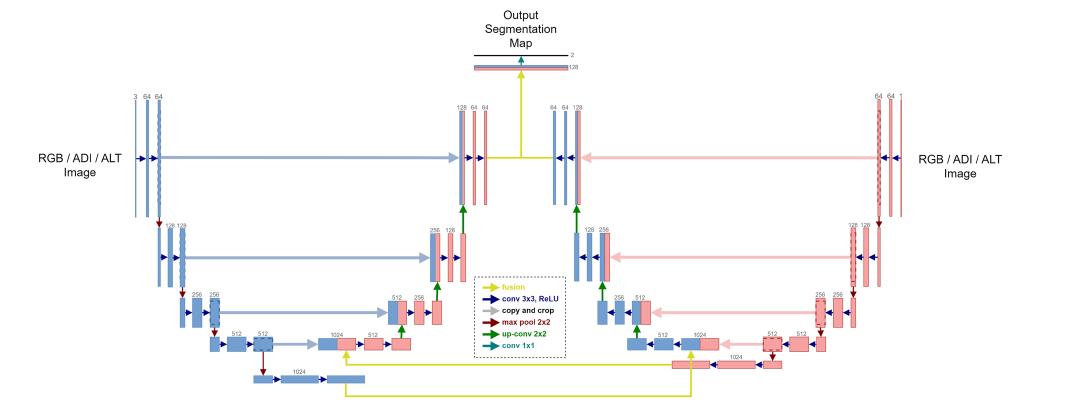 Output
Segmentation
Map
2
128
3 64 64
128 64 64
64 64 128
64 64 1
RGB / ADI / ALT
Image
RGB / ADI / ALT
Image
128 128
256 128
128 256
128 128
256 256
512 256
256 512
256 256
512 512
1024 512
512 1024
512 512
1024
1024
fusion
conv 3x3, ReLU
copy and crop
max pool 2x2
up-conv 2x2
conv 1x1